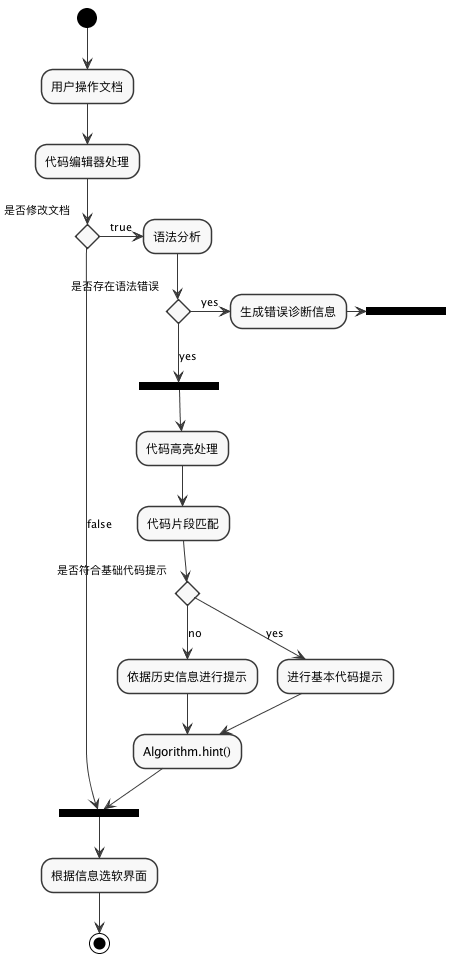 用户操作文档
代码编辑器处理
是否修改文档
true
语法分析
是否存在语法错误
yes
生成错误诊断信息
yes
代码高亮处理
代码片段匹配
false
是否符合基础代码提示
no
yes
依据历史信息进行提示
进行基本代码提示
Algorithm.hint()
根据信息选软界面